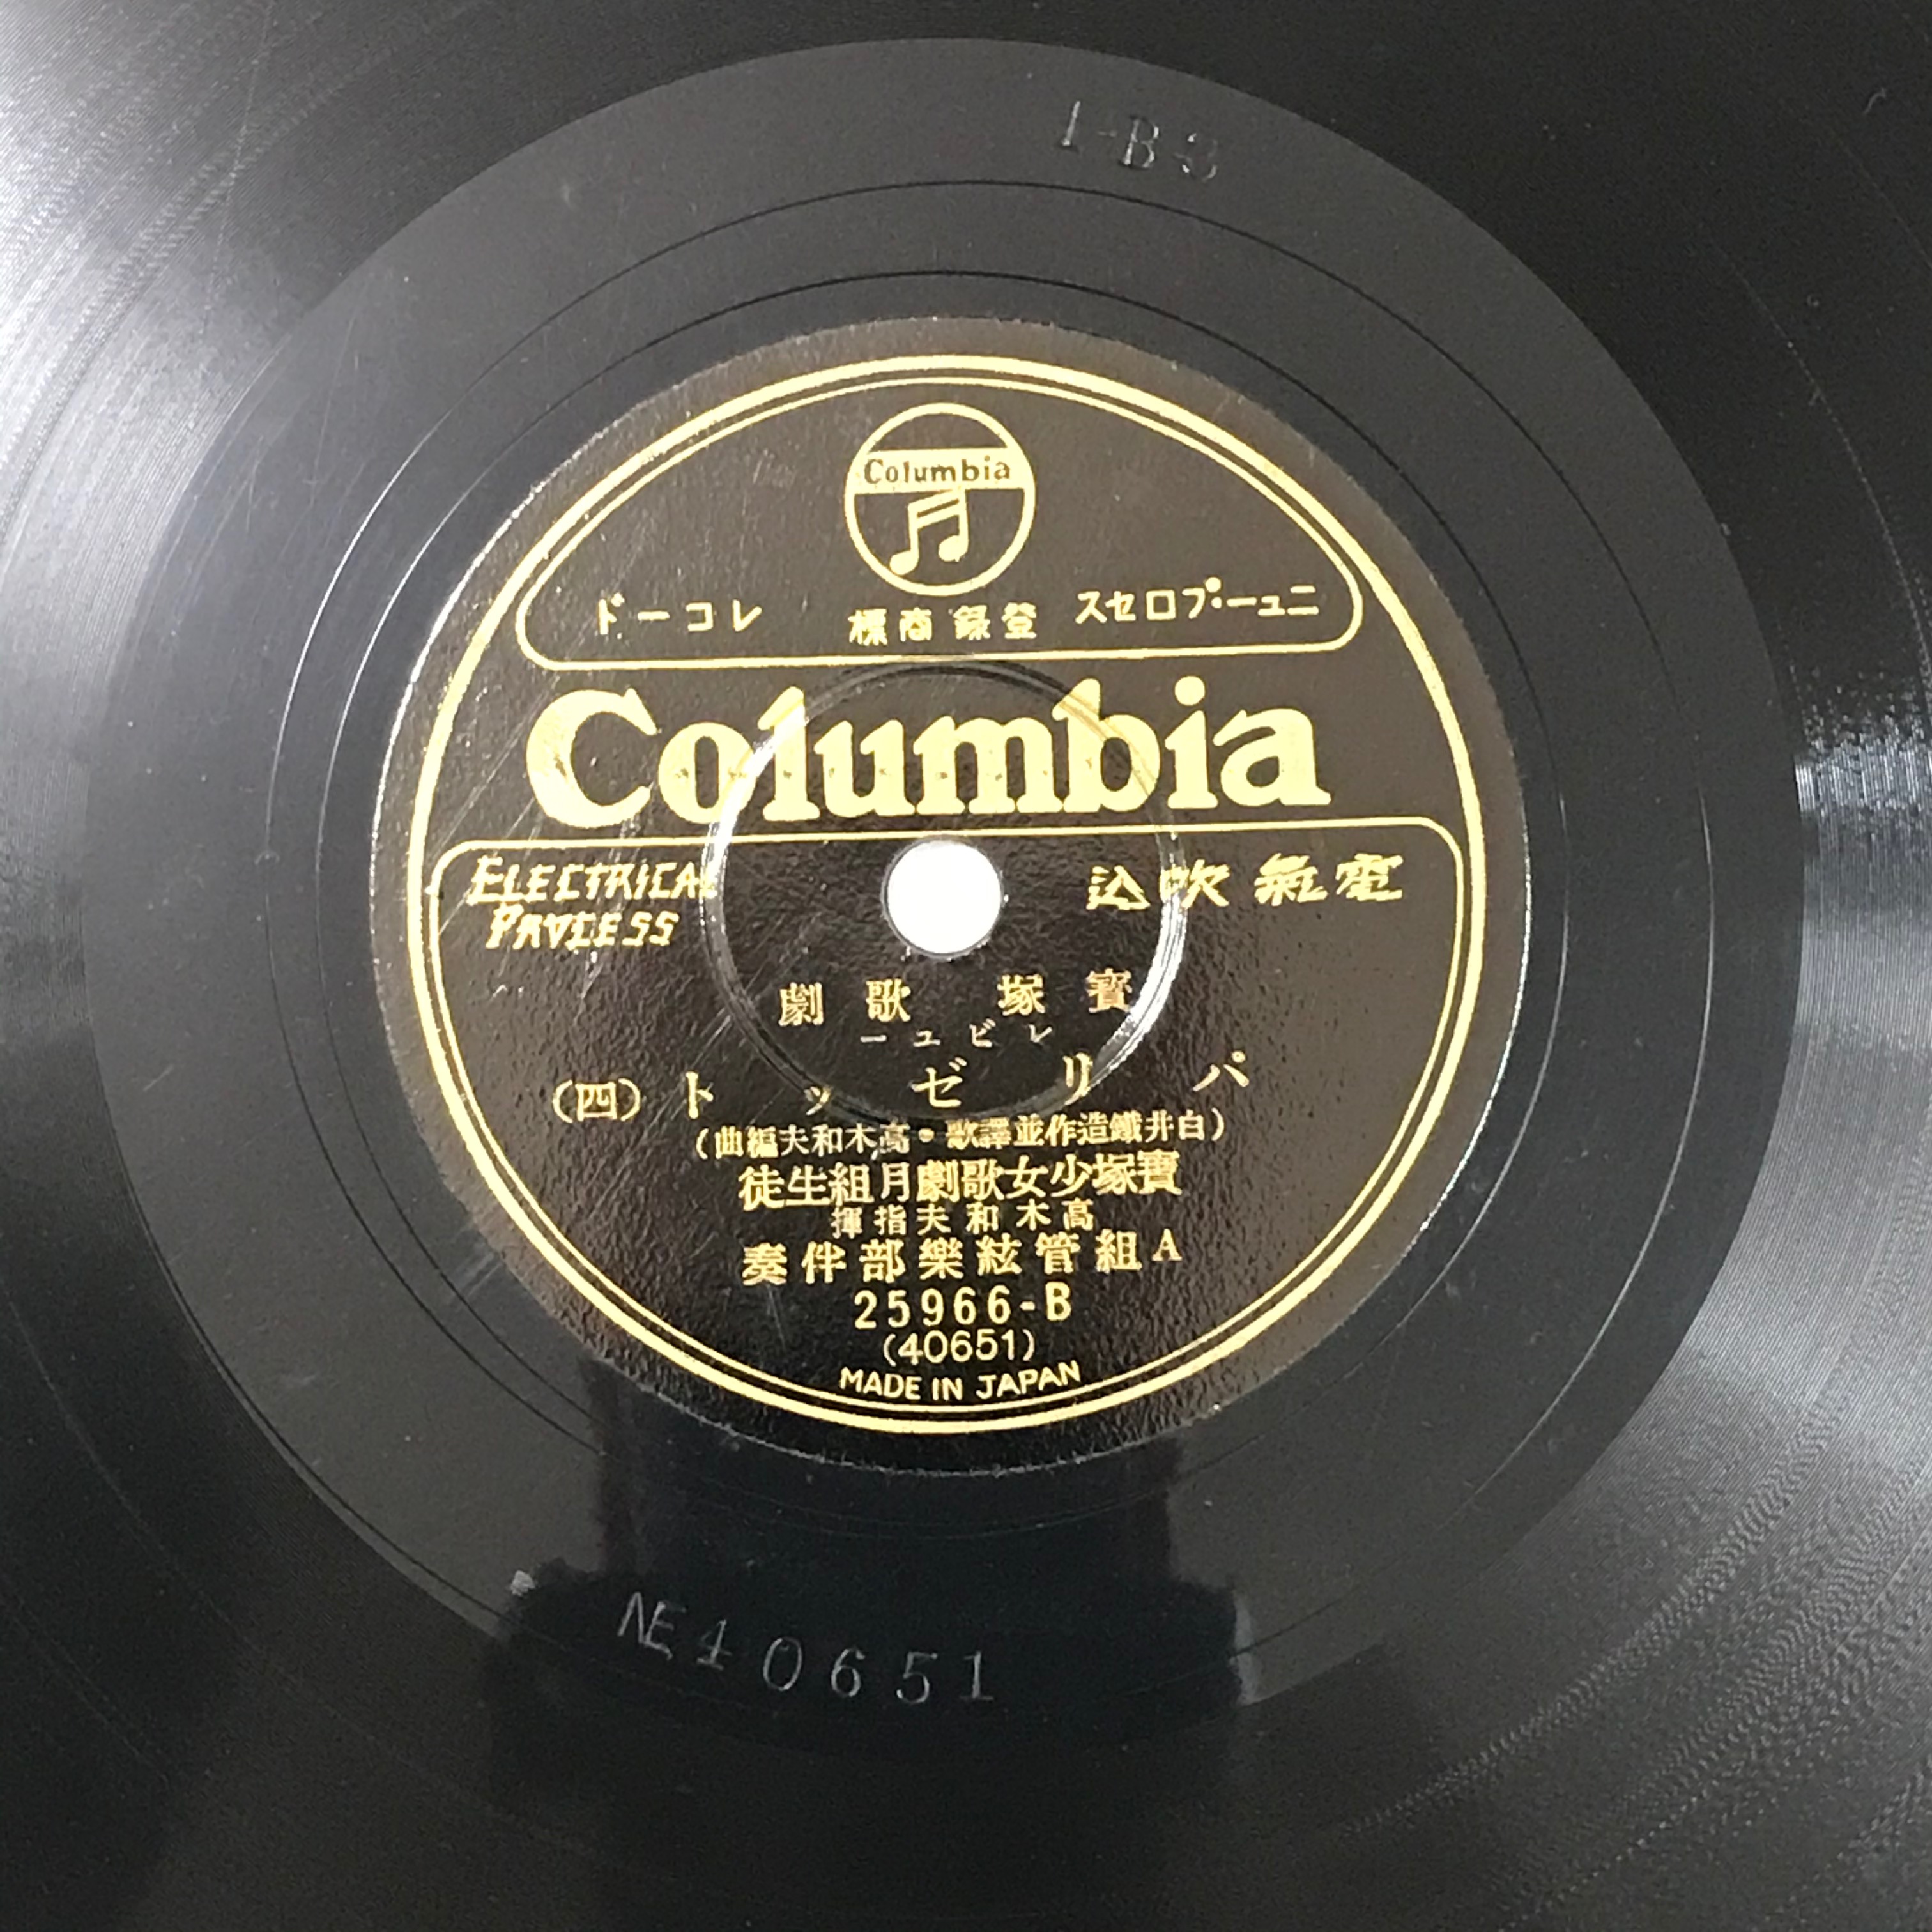 1-B3
Columbia
ニュー・プロセス 登録商標 レコード
Columbia
ELECTRICAL
PROCESS
電氣吹込
寶塚 歌劇
レビユー
パリゼット (四)
(白井鐵造作並譯歌・高木和夫編曲)
寶塚少女歌劇月組生徒
高木和夫指揮
A組管絃樂部伴奏
25966-B
(40651)
MADE IN JAPAN
NE40651